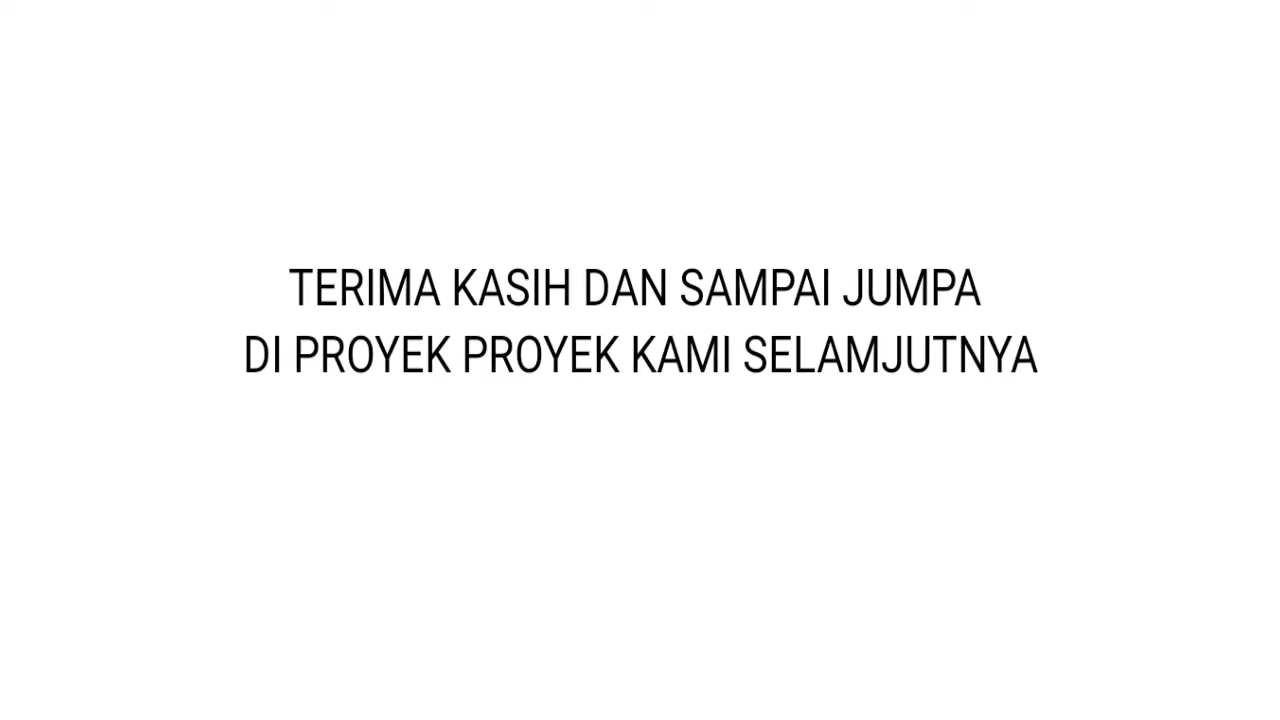 TERIMA KASIH DAN SAMPAI JUMPA
DI PROYEK PROYEK KAMI SELAMJUTNYA